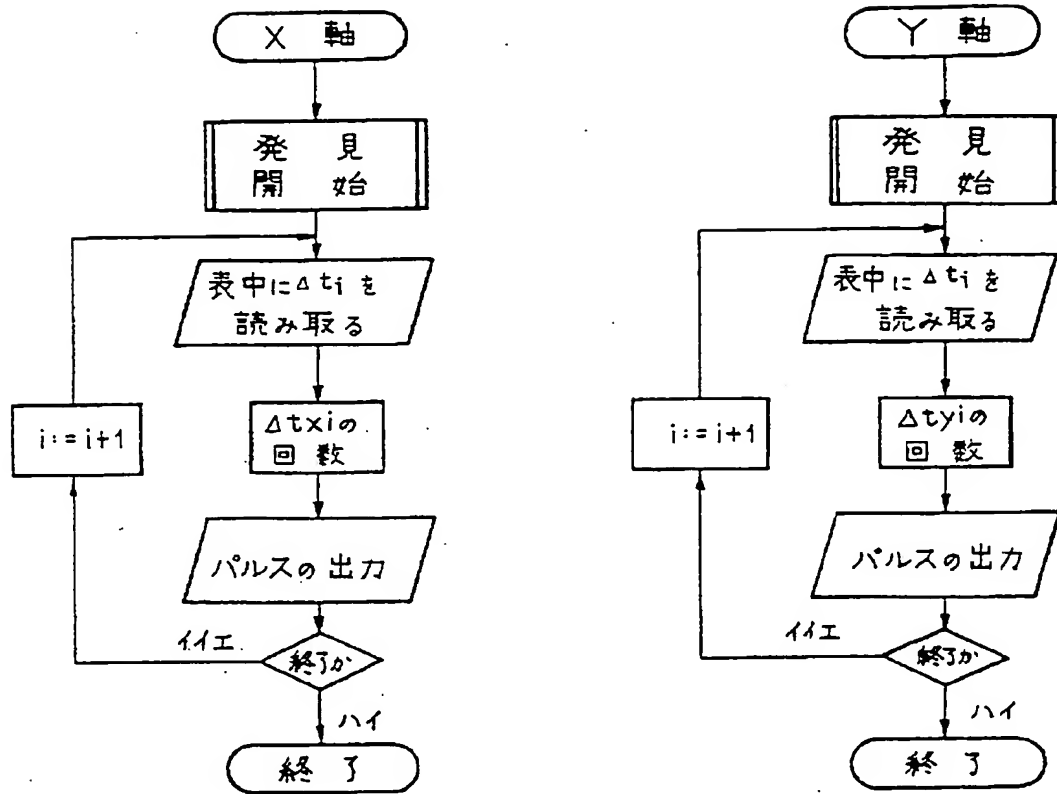 X 軸
発 見
開 始
表中にΔtiを
読み取る
Δtxiの
回 数
i:=i+1
パルスの出力
イイエ
終了か
ハイ
終 了
Y 軸
発 見
開 始
表中にΔtiを
読み取る
Δtyiの
回 数
i:=i+1
パルスの出力
イイエ
終了か
ハイ
終 了